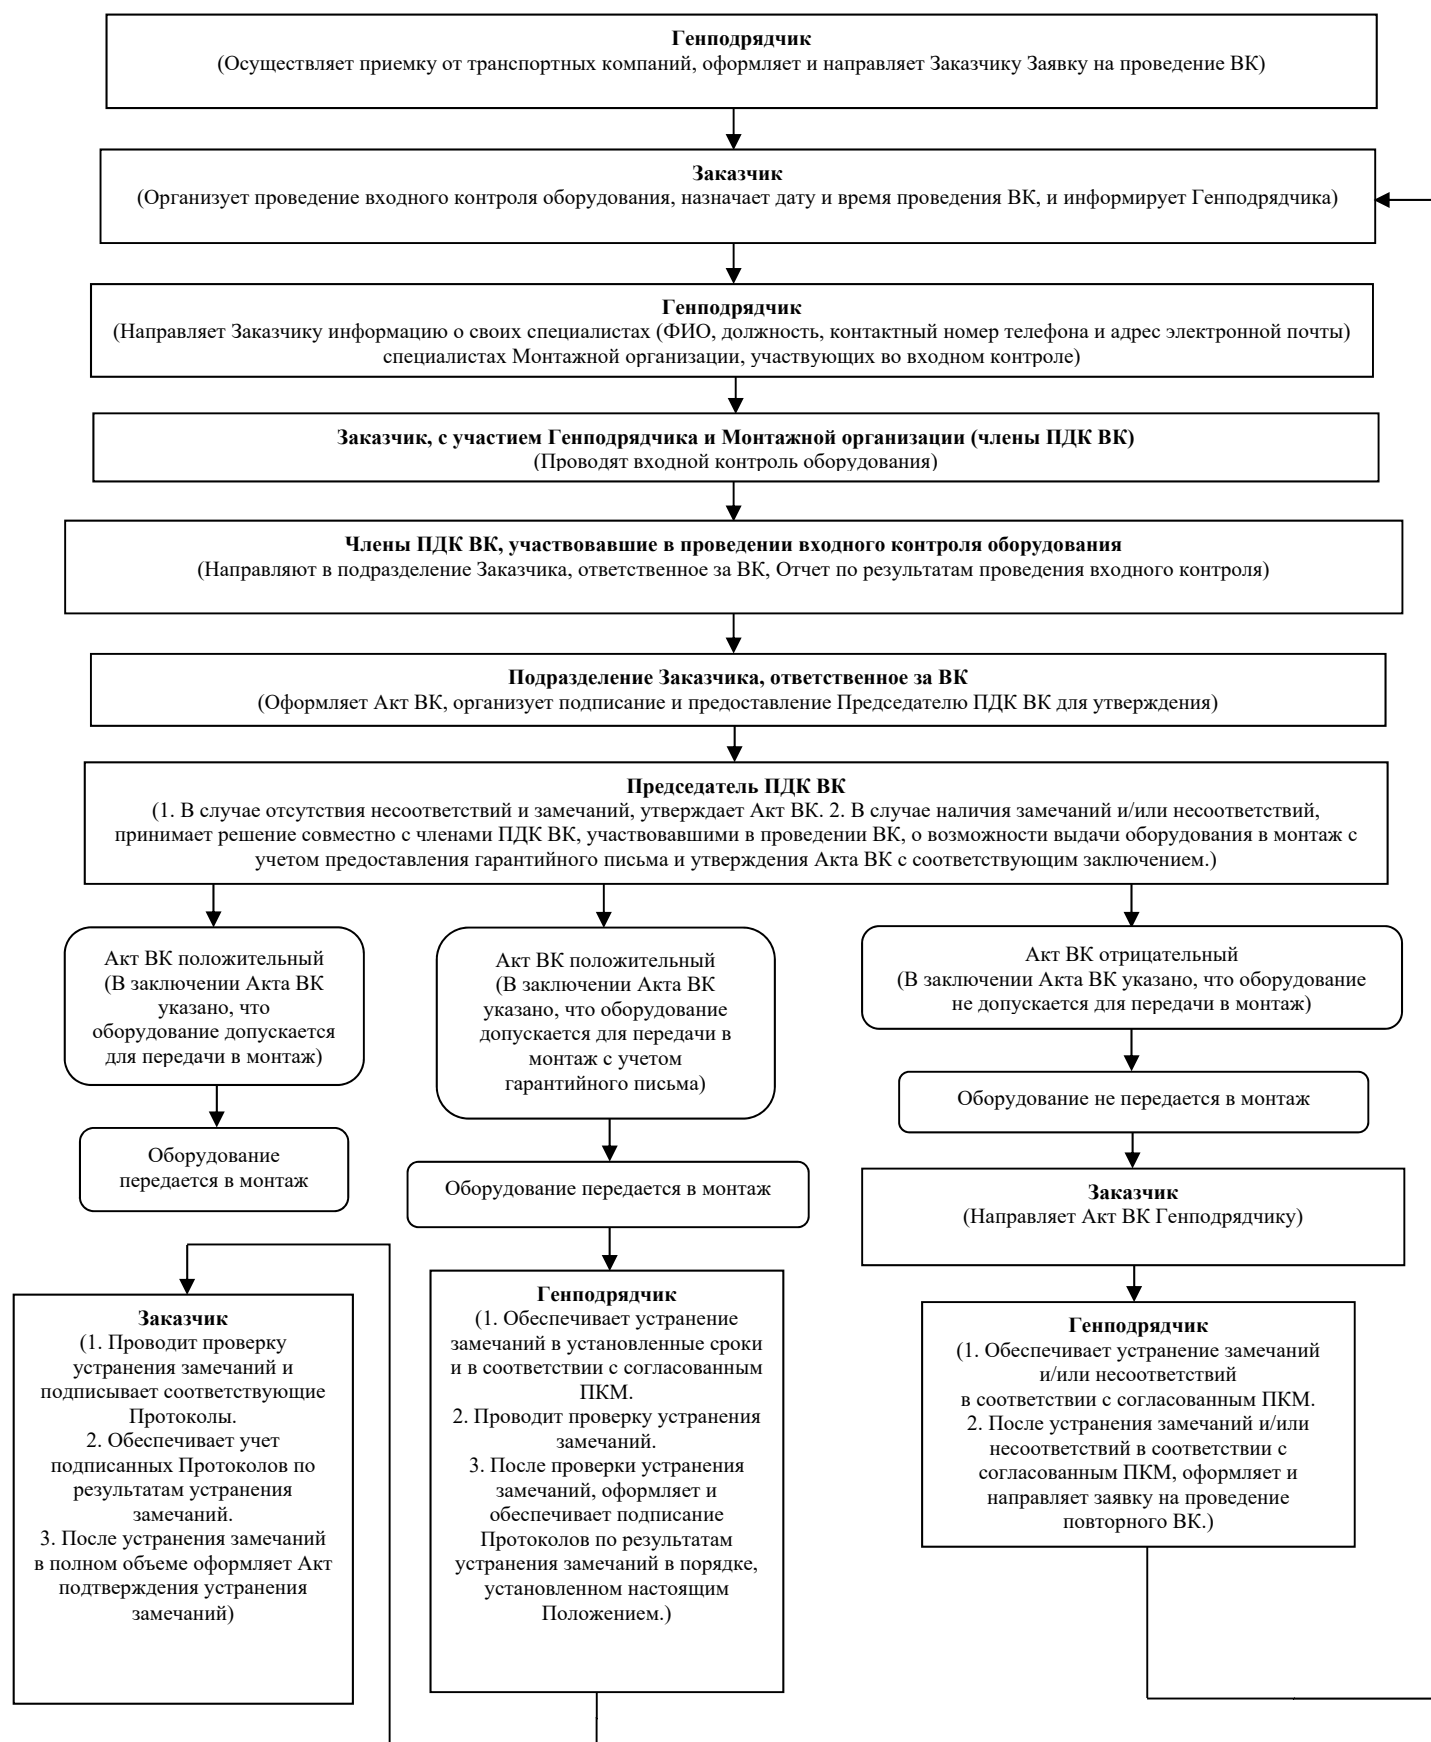 Генподрядчик
(Осуществляет приемку от транспортных компаний, оформляет и направляет Заказчику Заявку на проведение ВК)
Заказчик
(Организует проведение входного контроля оборудования, назначает дату и время проведения ВК, и информирует Генподрядчика)
Генподрядчик
(Направляет Заказчику информацию о своих специалистах (ФИО, должность, контактный номер телефона и адрес электронной почты)
специалистах Монтажной организации, участвующих во входном контроле)
Заказчик, с участием Генподрядчика и Монтажной организации (члены ПДК ВК)
(Проводят входной контроль оборудования)
Члены ПДК ВК, участвовавшие в проведении входного контроля оборудования
(Направляют в подразделение Заказчика, ответственное за ВК, Отчет по результатам проведения входного контроля)
Подразделение Заказчика, ответственное за ВК
(Оформляет Акт ВК, организует подписание и предоставление Председателю ПДК ВК для утверждения)
Председатель ПДК ВК
(1. В случае отсутствия несоответствий и замечаний, утверждает Акт ВК. 2. В случае наличия замечаний и/или несоответствий,
принимает решение совместно с членами ПДК ВК, участвовавшими в проведении ВК, о возможности выдачи оборудования в монтаж с
учетом предоставления гарантийного письма и утверждения Акта ВК с соответствующим заключением.)
Акт ВК положительный
(В заключении Акта ВК
указано, что
оборудование допускается
для передачи в монтаж)
Оборудование
передается в монтаж
Акт ВК положительный
(В заключении Акта ВК
указано, что оборудование
допускается для передачи в
монтаж с учетом
гарантийного письма)
Оборудование передается в монтаж
Акт ВК отрицательный
(В заключении Акта ВК указано, что оборудование
не допускается для передачи в монтаж)
Оборудование не передается в монтаж
Заказчик
(Направляет Акт ВК Генподрядчику)
Заказчик
(1. Проводит проверку
устранения замечаний и
подписывает соответствующие
Протоколы.
2. Обеспечивает учет
подписанных Протоколов по
результатам устранения
замечаний.
3. После устранения замечаний
в полном объеме оформляет Акт
подтверждения устранения
замечаний)
Генподрядчик
(1. Обеспечивает устранение
замечаний в установленные сроки
и в соответствии с согласованным
ПКМ.
2. Проводит проверку устранения
замечаний.
3. После проверки устранения
замечаний, оформляет и
обеспечивает подписание
Протоколов по результатам
устранения замечаний в порядке,
установленном настоящим
Положением.)
Генподрядчик
(1. Обеспечивает устранение замечаний
и/или несоответствий
в соответствии с согласованным ПКМ.
2. После устранения замечаний и/или
несоответствий в соответствии с
согласованным ПКМ, оформляет и
направляет заявку на проведение
повторного ВК.)